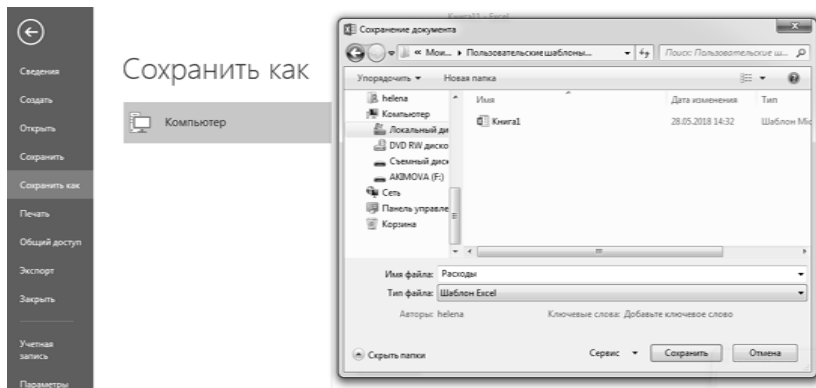 Книга1 - Excel
Сведения
Создать
Открыть
Сохранить
Сохранить как
Печать
Общий доступ
Экспорт
Закрыть
Учетная
запись
Параметры
Сохранить как
Компьютер
Сохранение документа
« Мои... Пользовательские шаблоны...
Поиск: Пользовательские ш...
Упорядочить
Новая папка
helena
Компьютер
Локальный ди
DVD RW диско
Съемный диск
AKIMOVA (F:)
Сеть
Панель управле
Корзина
Имя Дата изменения Тип
Книга1 28.05.2018 14:32 Шаблон Mic
Имя файла: Расходы
Тип файла: Шаблон Excel
Авторы: helena Ключевые слова: Добавьте ключевое слово
Скрыть папки Сервис Сохранить Отмена